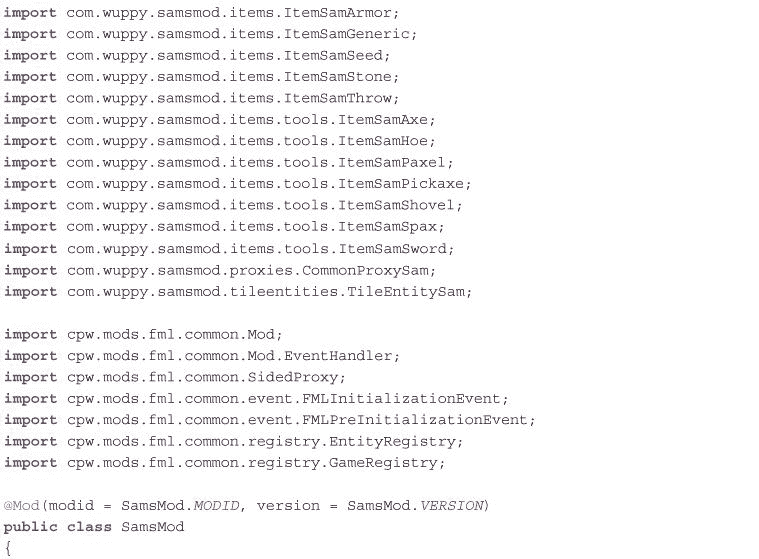 import com.wuppy.samsmod.items.ItemSamArmor;
import com.wuppy.samsmod.items.ItemSamGeneric;
import com.wuppy.samsmod.items.ItemSamSeed;
import com.wuppy.samsmod.items.ItemSamStone;
import com.wuppy.samsmod.items.ItemSamThrow;
import com.wuppy.samsmod.items.tools.ItemSamAxe;
import com.wuppy.samsmod.items.tools.ItemSamHoe;
import com.wuppy.samsmod.items.tools.ItemSamPaxel;
import com.wuppy.samsmod.items.tools.ItemSamPickaxe;
import com.wuppy.samsmod.items.tools.ItemSamShovel;
import com.wuppy.samsmod.items.tools.ItemSamSpax;
import com.wuppy.samsmod.items.tools.ItemSamSword;
import com.wuppy.samsmod.proxies.CommonProxySam;
import com.wuppy.samsmod.tileentities.TileEntitySam;

import cpw.mods.fml.common.Mod;
import cpw.mods.fml.common.Mod.EventHandler;
import cpw.mods.fml.common.SidedProxy;
import cpw.mods.fml.common.event.FMLInitializationEvent;
import cpw.mods.fml.common.event.FMLPreInitializationEvent;
import cpw.mods.fml.common.registry.EntityRegistry;
import cpw.mods.fml.common.registry.GameRegistry;

@Mod(modid = SamsMod.MODID, version = SamsMod.VERSION)
public class SamsMod
{